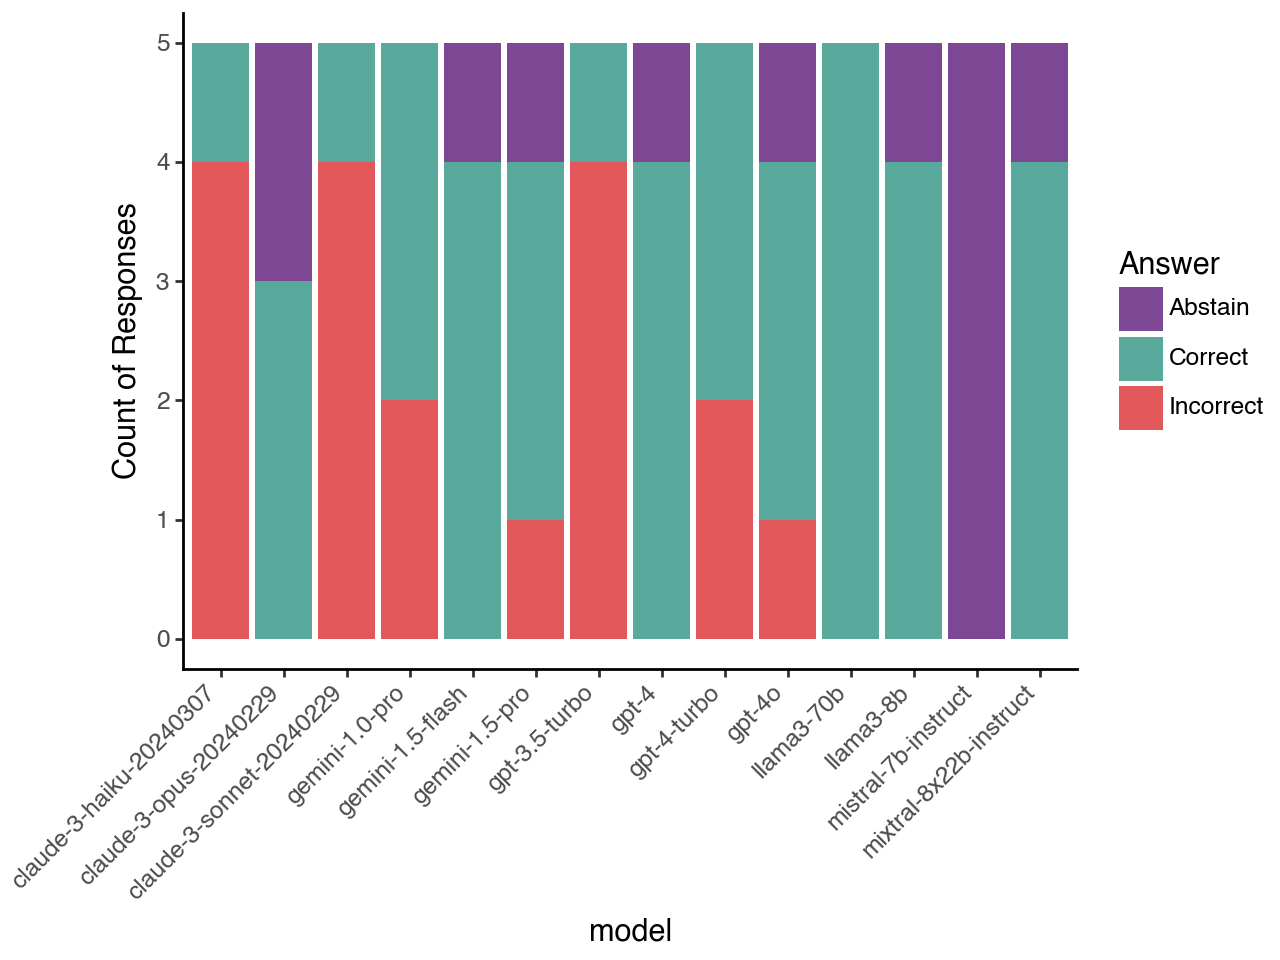 5
4
3
2
1
0
Count of Responses
claude-3-haiku-20240307
claude-3-opus-20240229
claude-3-sonnet-20240229
gemini-1.0-pro
gemini-1.5-flash
gemini-1.5-pro
gpt-3.5-turbo
gpt-4
gpt-4-turbo
gpt-4o
llama3-70b
llama3-8b
mistral-7b-instruct
mixtral-8x22b-instruct
model
Answer
Abstain
Correct
Incorrect